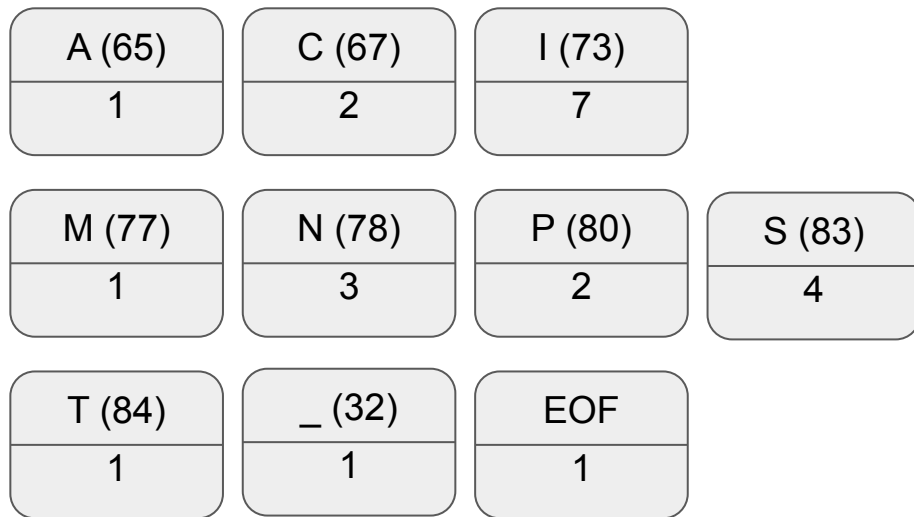 A (65)
1
C (67)
2
I (73)
7
M (77)
1
N (78)
3
P (80)
2
S (83)
4
T (84)
1
_ (32)
1
EOF
1